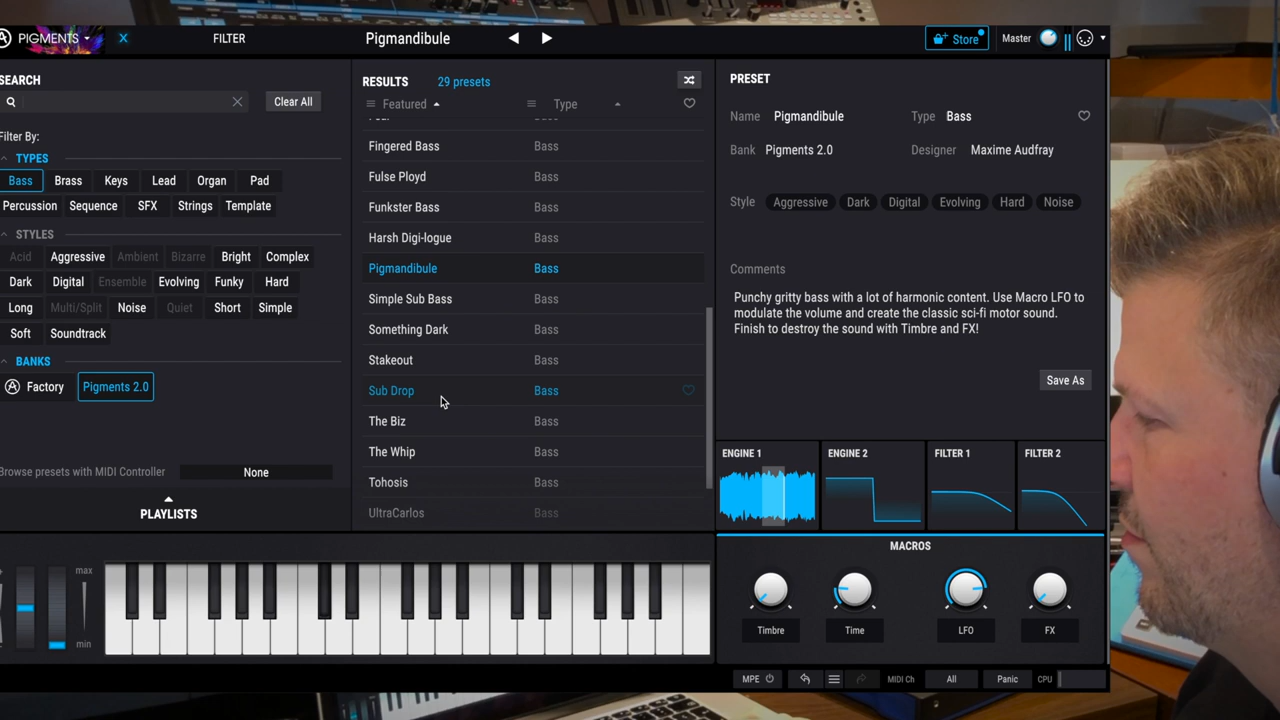 PIGMENTS
FILTER
Pigmandibule
Store
Master
SEARCH
Clear All
Filter By:
TYPES
Bass Brass Keys Lead Organ Pad
Percussion Sequence SFX Strings Template
STYLES
Acid Aggressive Ambient Bizarre Bright Complex
Dark Digital Ensemble Evolving Funky Hard
Long Multi/Split Noise Quiet Short Simple
Soft Soundtrack
BANKS
Factory Pigments 2.0
Browse presets with MIDI Controller None
PLAYLISTS
RESULTS 29 presets
Featured Type
Fingered Bass Bass
Fulse Ployd Bass
Funkster Bass Bass
Harsh Digi-logue Bass
Pigmandibule Bass
Simple Sub Bass Bass
Something Dark Bass
Stakeout Bass
Sub Drop Bass
The Biz Bass
The Whip Bass
Tohosis Bass
UltraCarlos Bass
PRESET
Name Pigmandibule Type Bass
Bank Pigments 2.0 Designer Maxime Audfray
Style Aggressive Dark Digital Evolving Hard Noise
Comments
Punchy gritty bass with a lot of harmonic content. Use Macro LFO to
modulate the volume and create the classic sci-fi motor sound.
Finish to destroy the sound with Timbre and FX!
Save As
ENGINE 1 ENGINE 2 FILTER 1 FILTER 2
max
min
MACROS
Timbre Time LFO FX
MPE MIDI Ch All Panic CPU